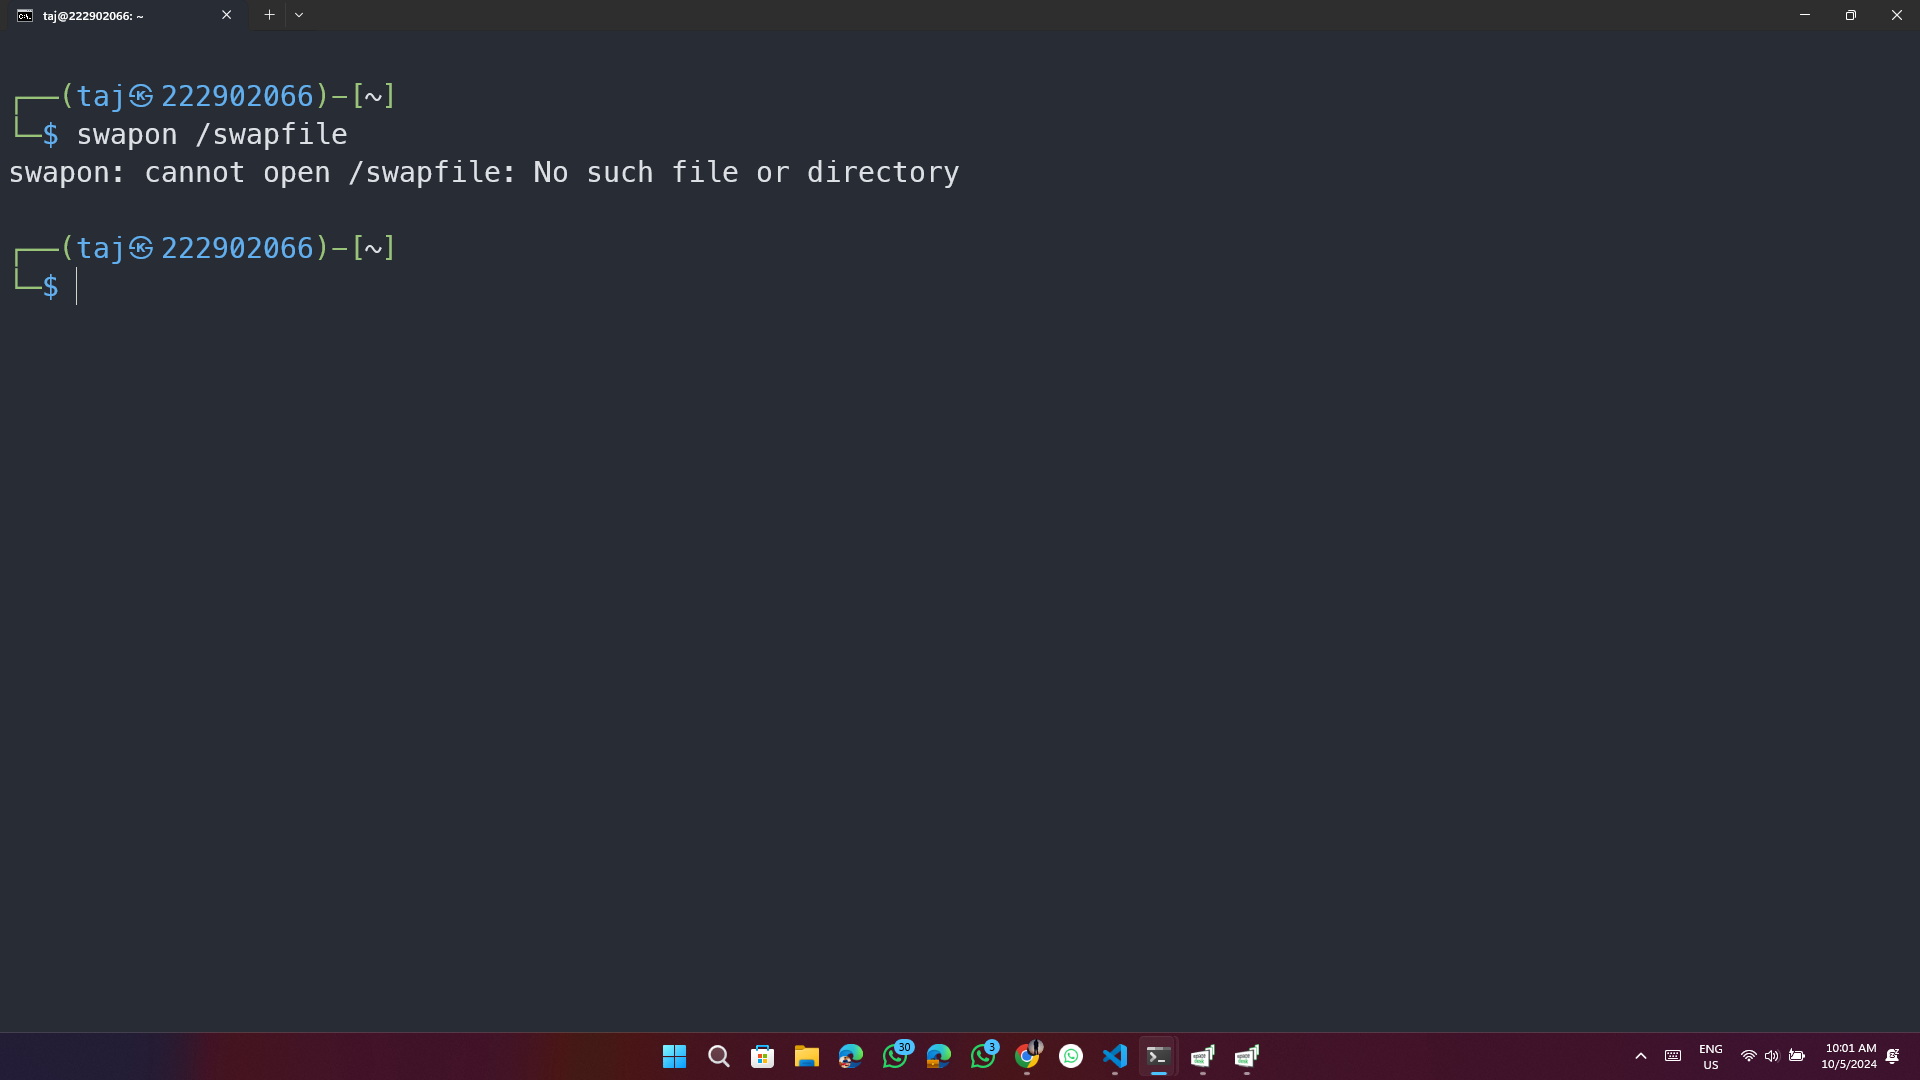 taj@222902066: ~
┌──(taj㉿222902066)-[~]
└─$ swapon /swapfile
swapon: cannot open /swapfile: No such file or directory
┌──(taj㉿222902066)-[~]
└─$
30
3
ENG
US
10:01 AM
10/5/2024